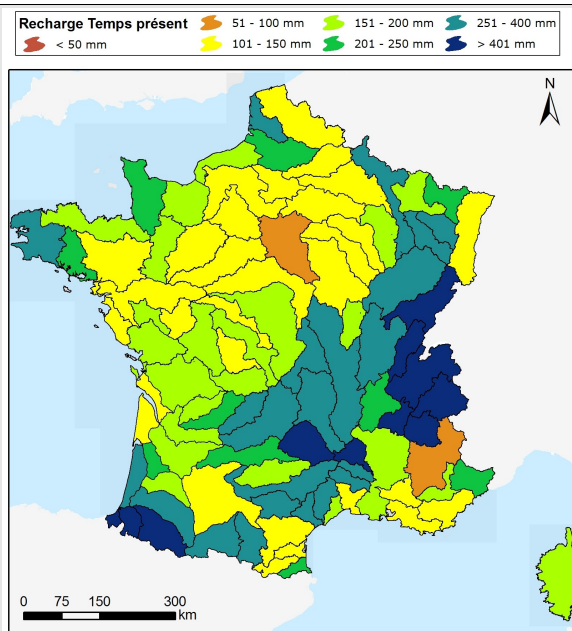 Recharge Temps présent
< 50 mm
51 - 100 mm
101 - 150 mm
151 - 200 mm
201 - 250 mm
251 - 400 mm
> 401 mm
N
0 75 150 300
km